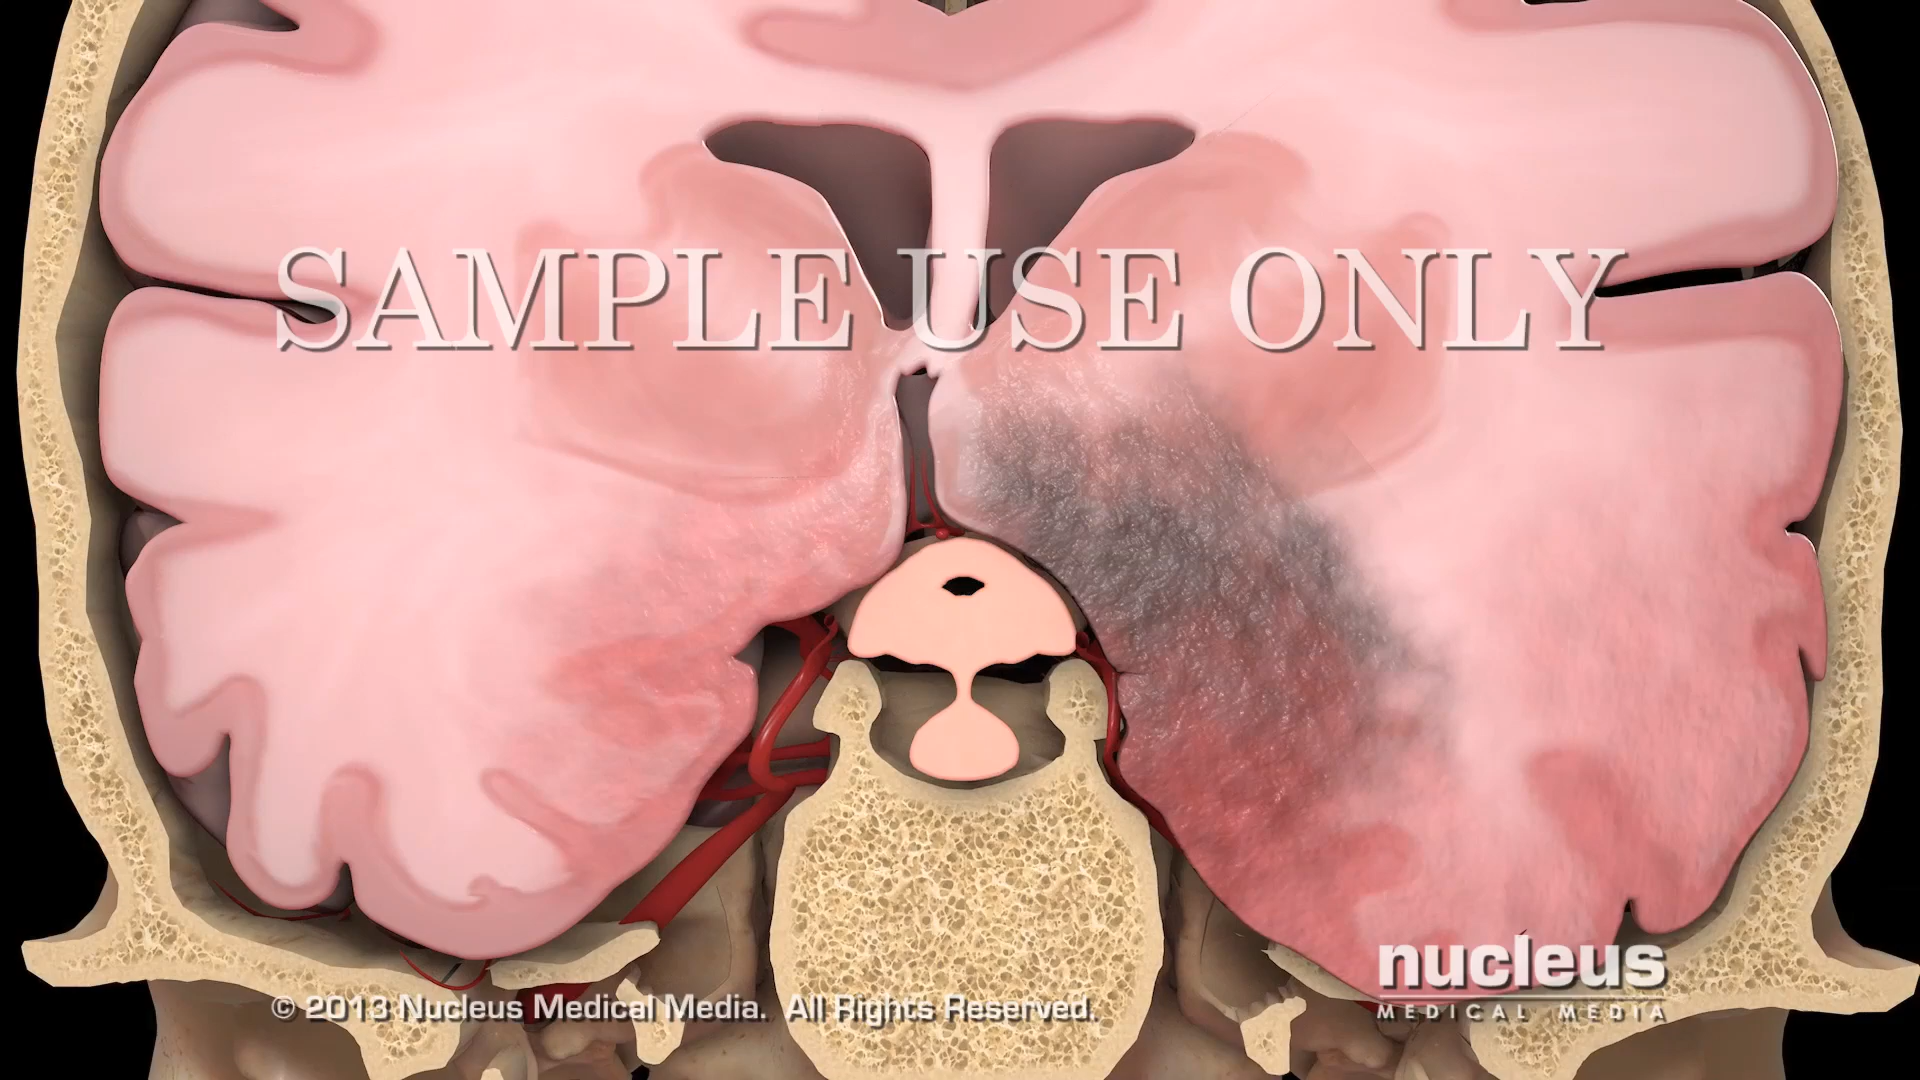 SAMPLE USE ONLY
nucleus
MEDICAL MEDIA
© 2013 Nucleus Medical Media. All Rights Reserved.